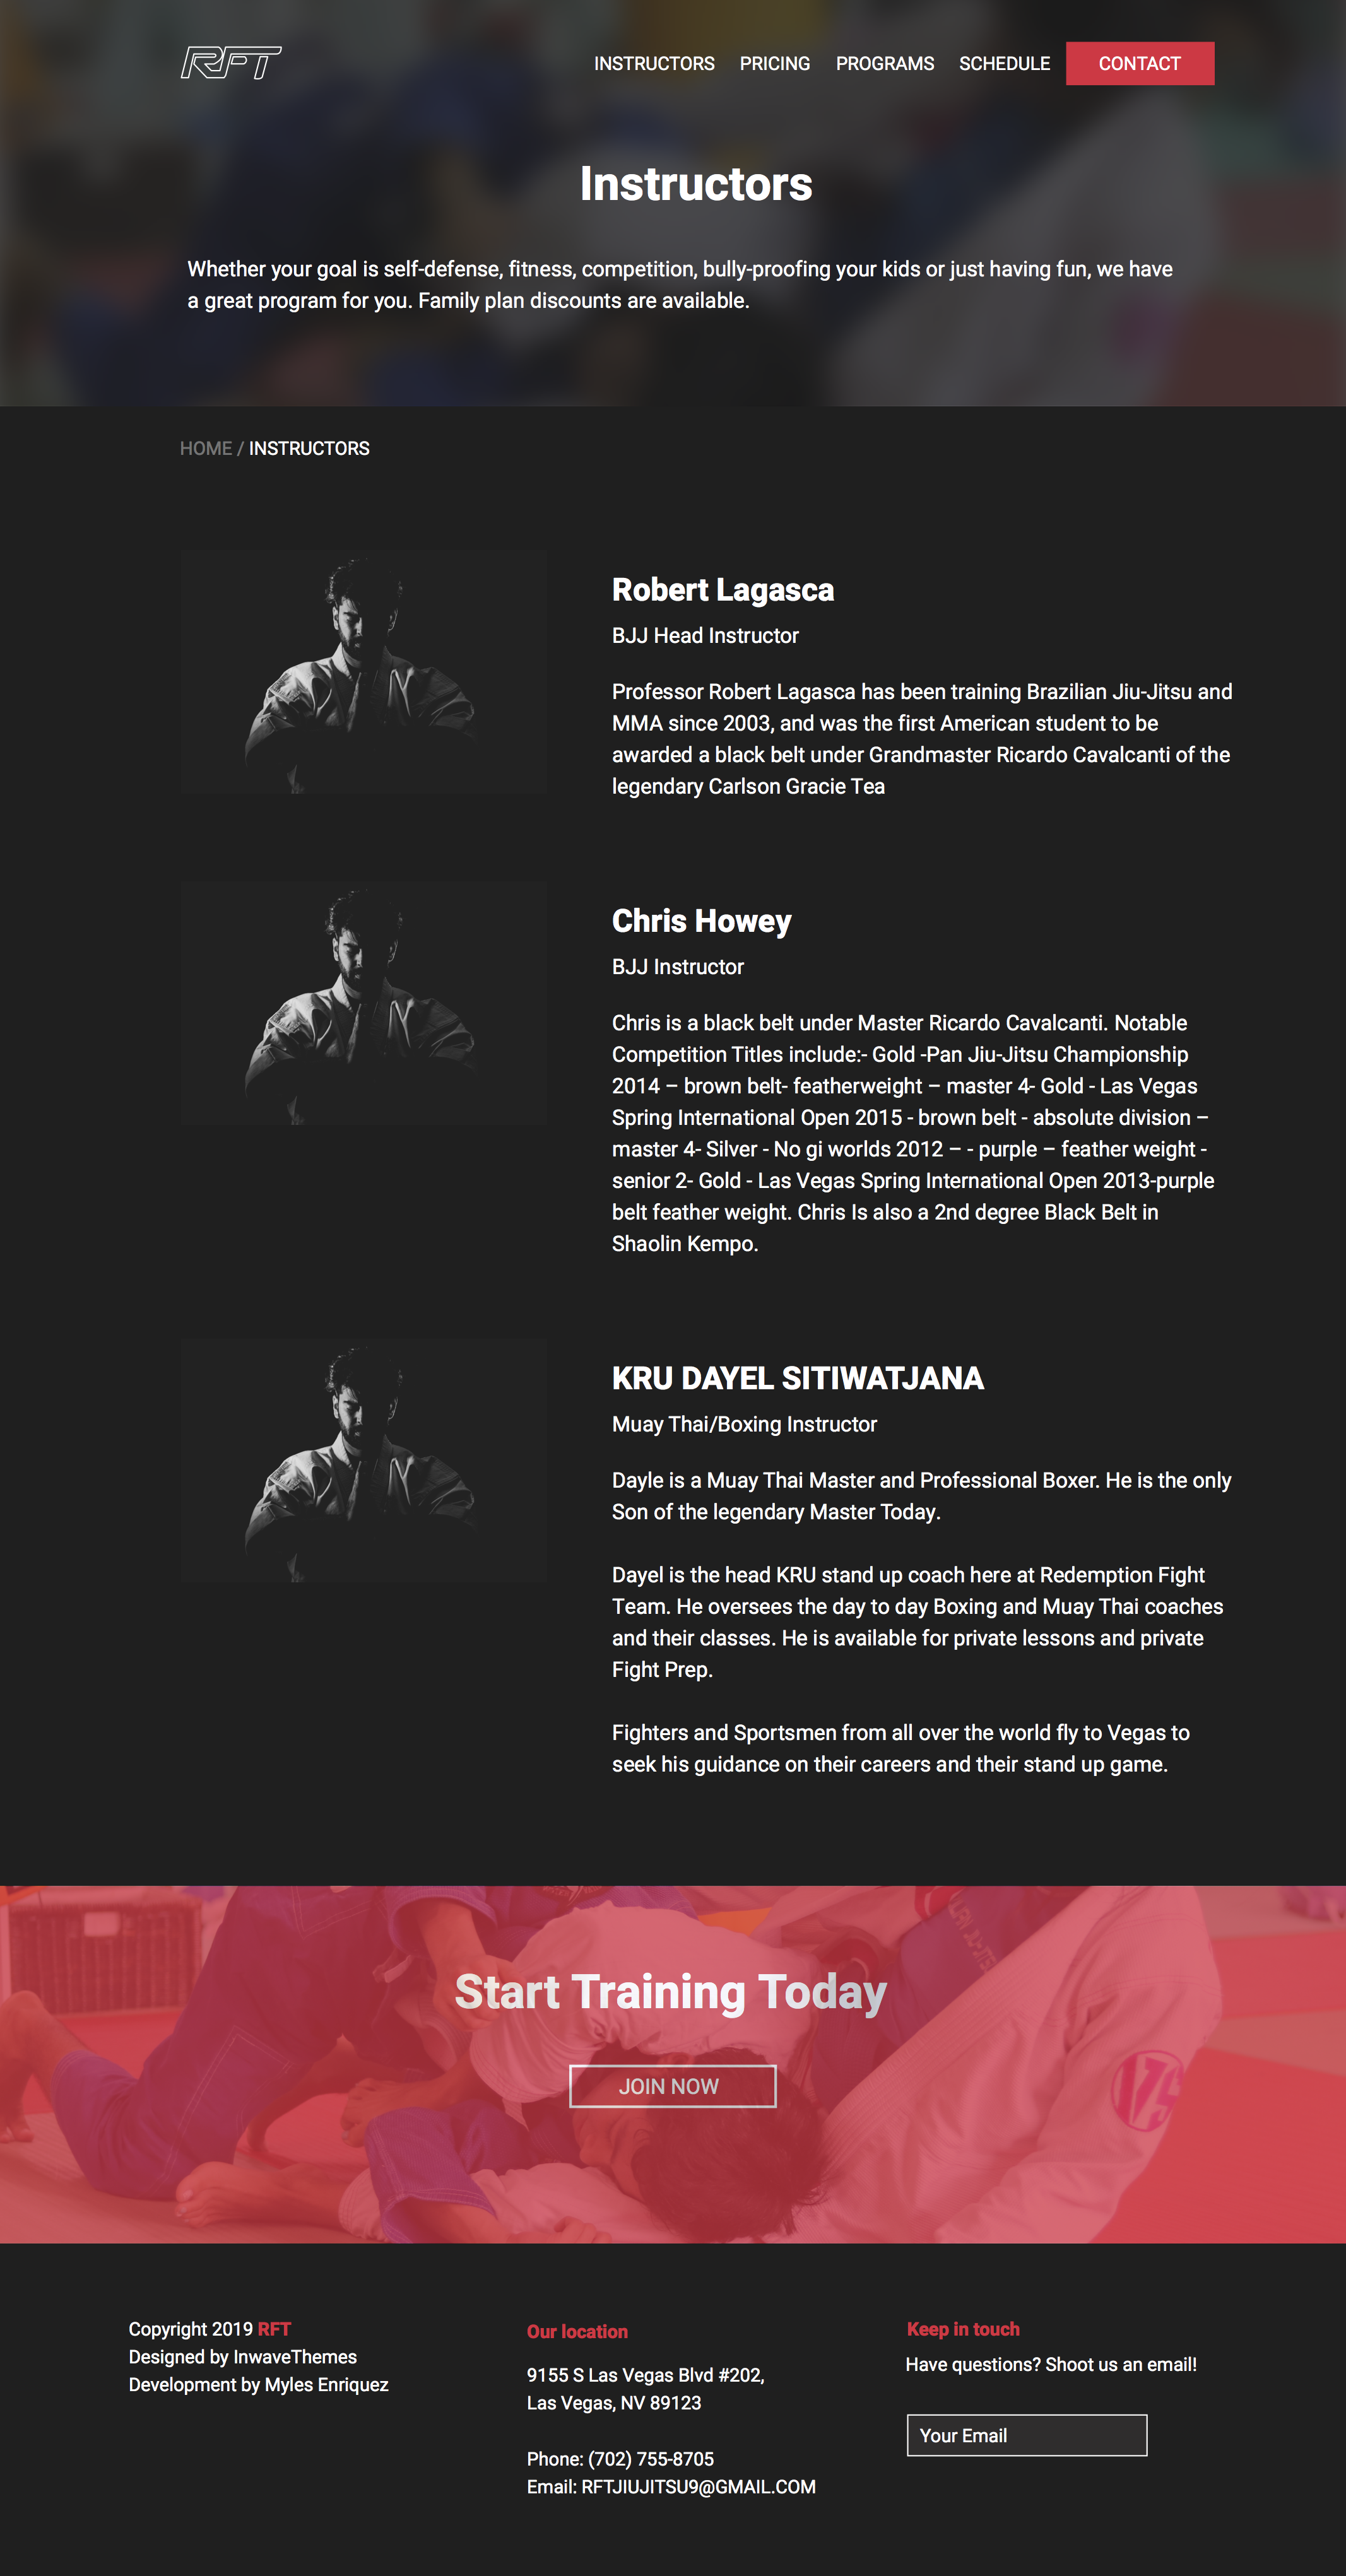 RFT
INSTRUCTORS PRICING PROGRAMS SCHEDULE CONTACT
Instructors
Whether your goal is self-defense, fitness, competition, bully-proofing your kids or just having fun, we have
a great program for you. Family plan discounts are available.
HOME / INSTRUCTORS
Robert Lagasca
BJJ Head Instructor
Professor Robert Lagasca has been training Brazilian Jiu-Jitsu and
MMA since 2003, and was the first American student to be
awarded a black belt under Grandmaster Ricardo Cavalcanti of the
legendary Carlson Gracie Tea
Chris Howey
BJJ Instructor
Chris is a black belt under Master Ricardo Cavalcanti. Notable
Competition Titles include:- Gold -Pan Jiu-Jitsu Championship
2014 – brown belt- featherweight – master 4- Gold - Las Vegas
Spring International Open 2015 - brown belt - absolute division –
master 4- Silver - No gi worlds 2012 – - purple – feather weight -
senior 2- Gold - Las Vegas Spring International Open 2013-purple
belt feather weight. Chris Is also a 2nd degree Black Belt in
Shaolin Kempo.
KRU DAYEL SITIWATJANA
Muay Thai/Boxing Instructor
Dayle is a Muay Thai Master and Professional Boxer. He is the only
Son of the legendary Master Today.
Dayel is the head KRU stand up coach here at Redemption Fight
Team. He oversees the day to day Boxing and Muay Thai coaches
and their classes. He is available for private lessons and private
Fight Prep.
Fighters and Sportsmen from all over the world fly to Vegas to
seek his guidance on their careers and their stand up game.
Start Training Today
JOIN NOW
Copyright 2019 RFT
Designed by InwaveThemes
Development by Myles Enriquez
Our location
9155 S Las Vegas Blvd #202,
Las Vegas, NV 89123
Phone: (702) 755-8705
Email: RFTJIUJITSU9@GMAIL.COM
Keep in touch
Have questions? Shoot us an email!
Your Email